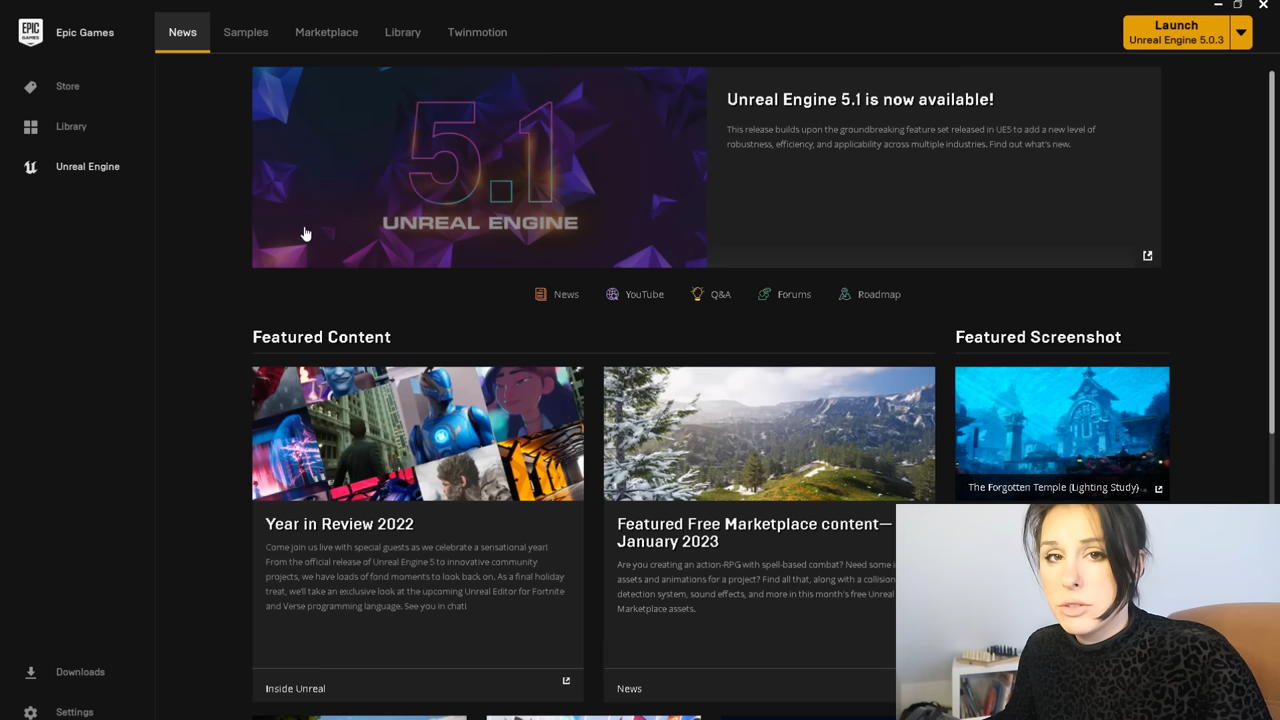 EPIC
GAMES
Epic Games
News
Samples
Marketplace
Library
Twinmotion
Launch
Unreal Engine 5.0.3
Store
Library
Unreal Engine
5.1
UNREAL ENGINE
Unreal Engine 5.1 is now available!
This release builds upon the groundbreaking feature set released in UE5 to add a new level of
robustness, efficiency, and applicability across multiple industries. Find out what's new.
News
YouTube
Q&A
Forums
Roadmap
Featured Content
Featured Screenshot
The Forgotten Temple (Lighting Study)
Year in Review 2022
Come join us live with special guests as we celebrate a sensational year!
From the official release of Unreal Engine 5 to innovative community
projects, we have loads of fond moments to look back on. As a final holiday
treat, we'll take an exclusive look at the upcoming Unreal Editor for Fortnite
and Verse programming language. See you in chat!
Inside Unreal
Featured Free Marketplace content—
January 2023
Are you creating an action-RPG with spell-based combat? Need some
assets and animations for a project? Find all that, along with a collision
detection system, sound effects, and more in this month's free Unreal
Marketplace assets.
News
Downloads
Settings